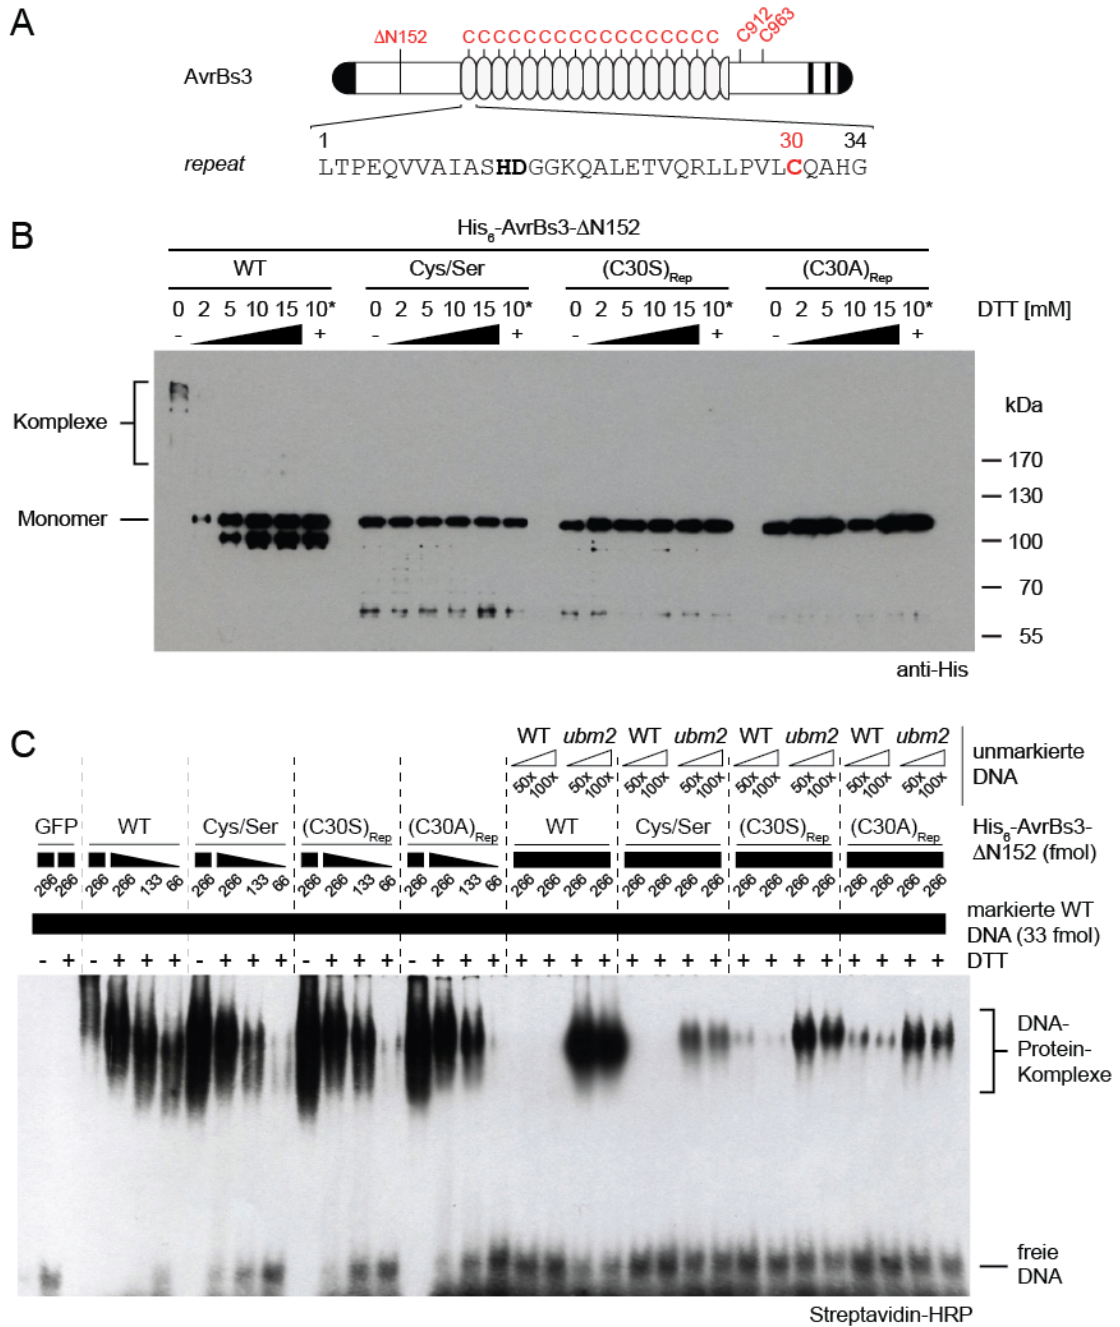 A
ΔN152
CCCCCCCCCCCCCCCCC
C912
C963
AvrBs3
1 30 34
repeat LTPEQVVAIASHDGGKQALETVQRLLPVLCQAHG
B
His6-AvrBs3-ΔN152
WT Cys/Ser (C30S)Rep (C30A)Rep
0 2 5 10 15 10* 0 2 5 10 15 10* 0 2 5 10 15 10* 0 2 5 10 15 10* DTT [mM]
- + - + - + - +
Komplexe
kDa
170
130
Monomer
100
70
55
anti-His
C
WT ubm2 WT ubm2 WT ubm2 WT ubm2
unmarkierte
DNA
50x 100x 50x 100x 50x 100x 50x 100x 50x 100x 50x 100x 50x 100x 50x 100x
GFP WT Cys/Ser (C30S)Rep (C30A)Rep WT Cys/Ser (C30S)Rep (C30A)Rep
His6-AvrBs3-
ΔN152 (fmol)
266 266 266 266 133 66 266 266 133 66 266 266 133 66 266 266 133 66 266 266 266 266 266 266 266 266 266 266 266 266 266 266 266 266
markierte WT
DNA (33 fmol)
- + - + + + - + + + - + + + - + + + + + + + + + + + + + + + + + + + DTT
DNA-
Protein-
Komplexe
freie
DNA
Streptavidin-HRP